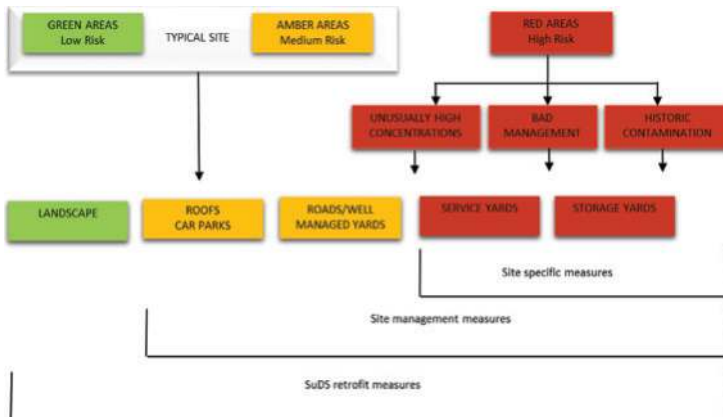 GREEN AREAS
Low Risk
TYPICAL SITE
AMBER AREAS
Medium Risk
RED AREAS
High Risk
UNUSUALLY HIGH
CONCENTRATIONS
BAD
MANAGEMENT
HISTORIC
CONTAMINATION
LANDSCAPE
ROOFS
CAR PARKS
ROADS/WELL
MANAGED YARDS
SERVICE YARDS
STORAGE YARDS
Site specific measures
Site management measures
SuDS retrofit measures